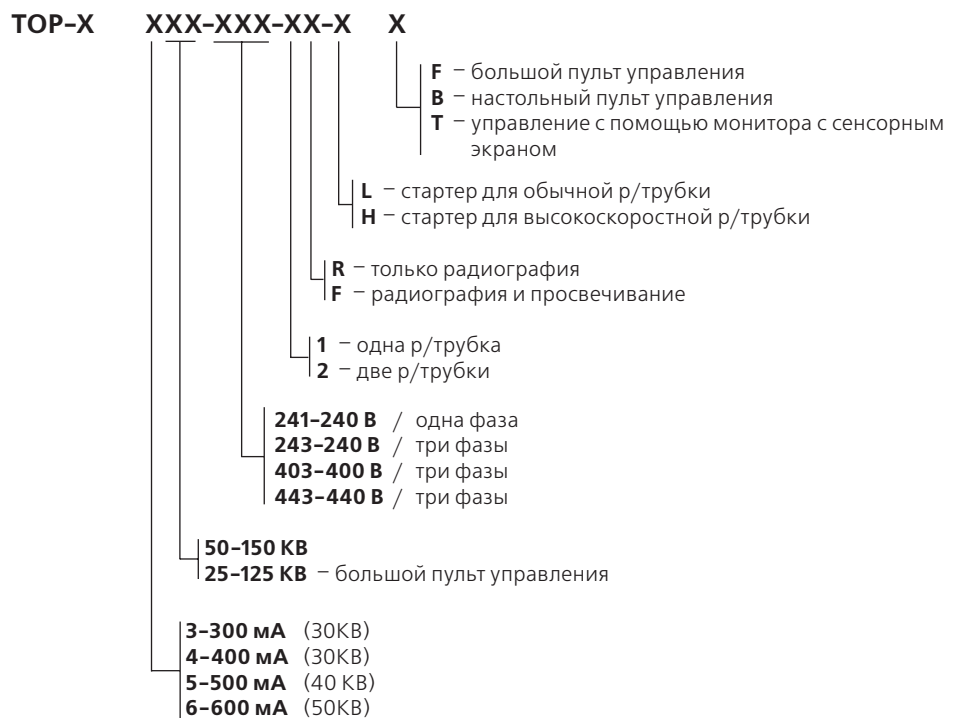 TOP–X XXX–XXX–XX–X X
F – большой пульт управления
B – настольный пульт управления
T – управление с помощью монитора с сенсорным
экраном
L – стартер для обычной р/трубки
H – стартер для высокоскоростной р/трубки
R – только радиография
F – радиография и просвечивание
1 – одна р/трубка
2 – две р/трубки
241–240 В / одна фаза
243–240 В / три фазы
403–400 В / три фазы
443–440 В / три фазы
50–150 КВ
25–125 КВ – большой пульт управления
3–300 мА (30КВ)
4–400 мА (30КВ)
5–500 мА (40 КВ)
6–600 мА (50КВ)